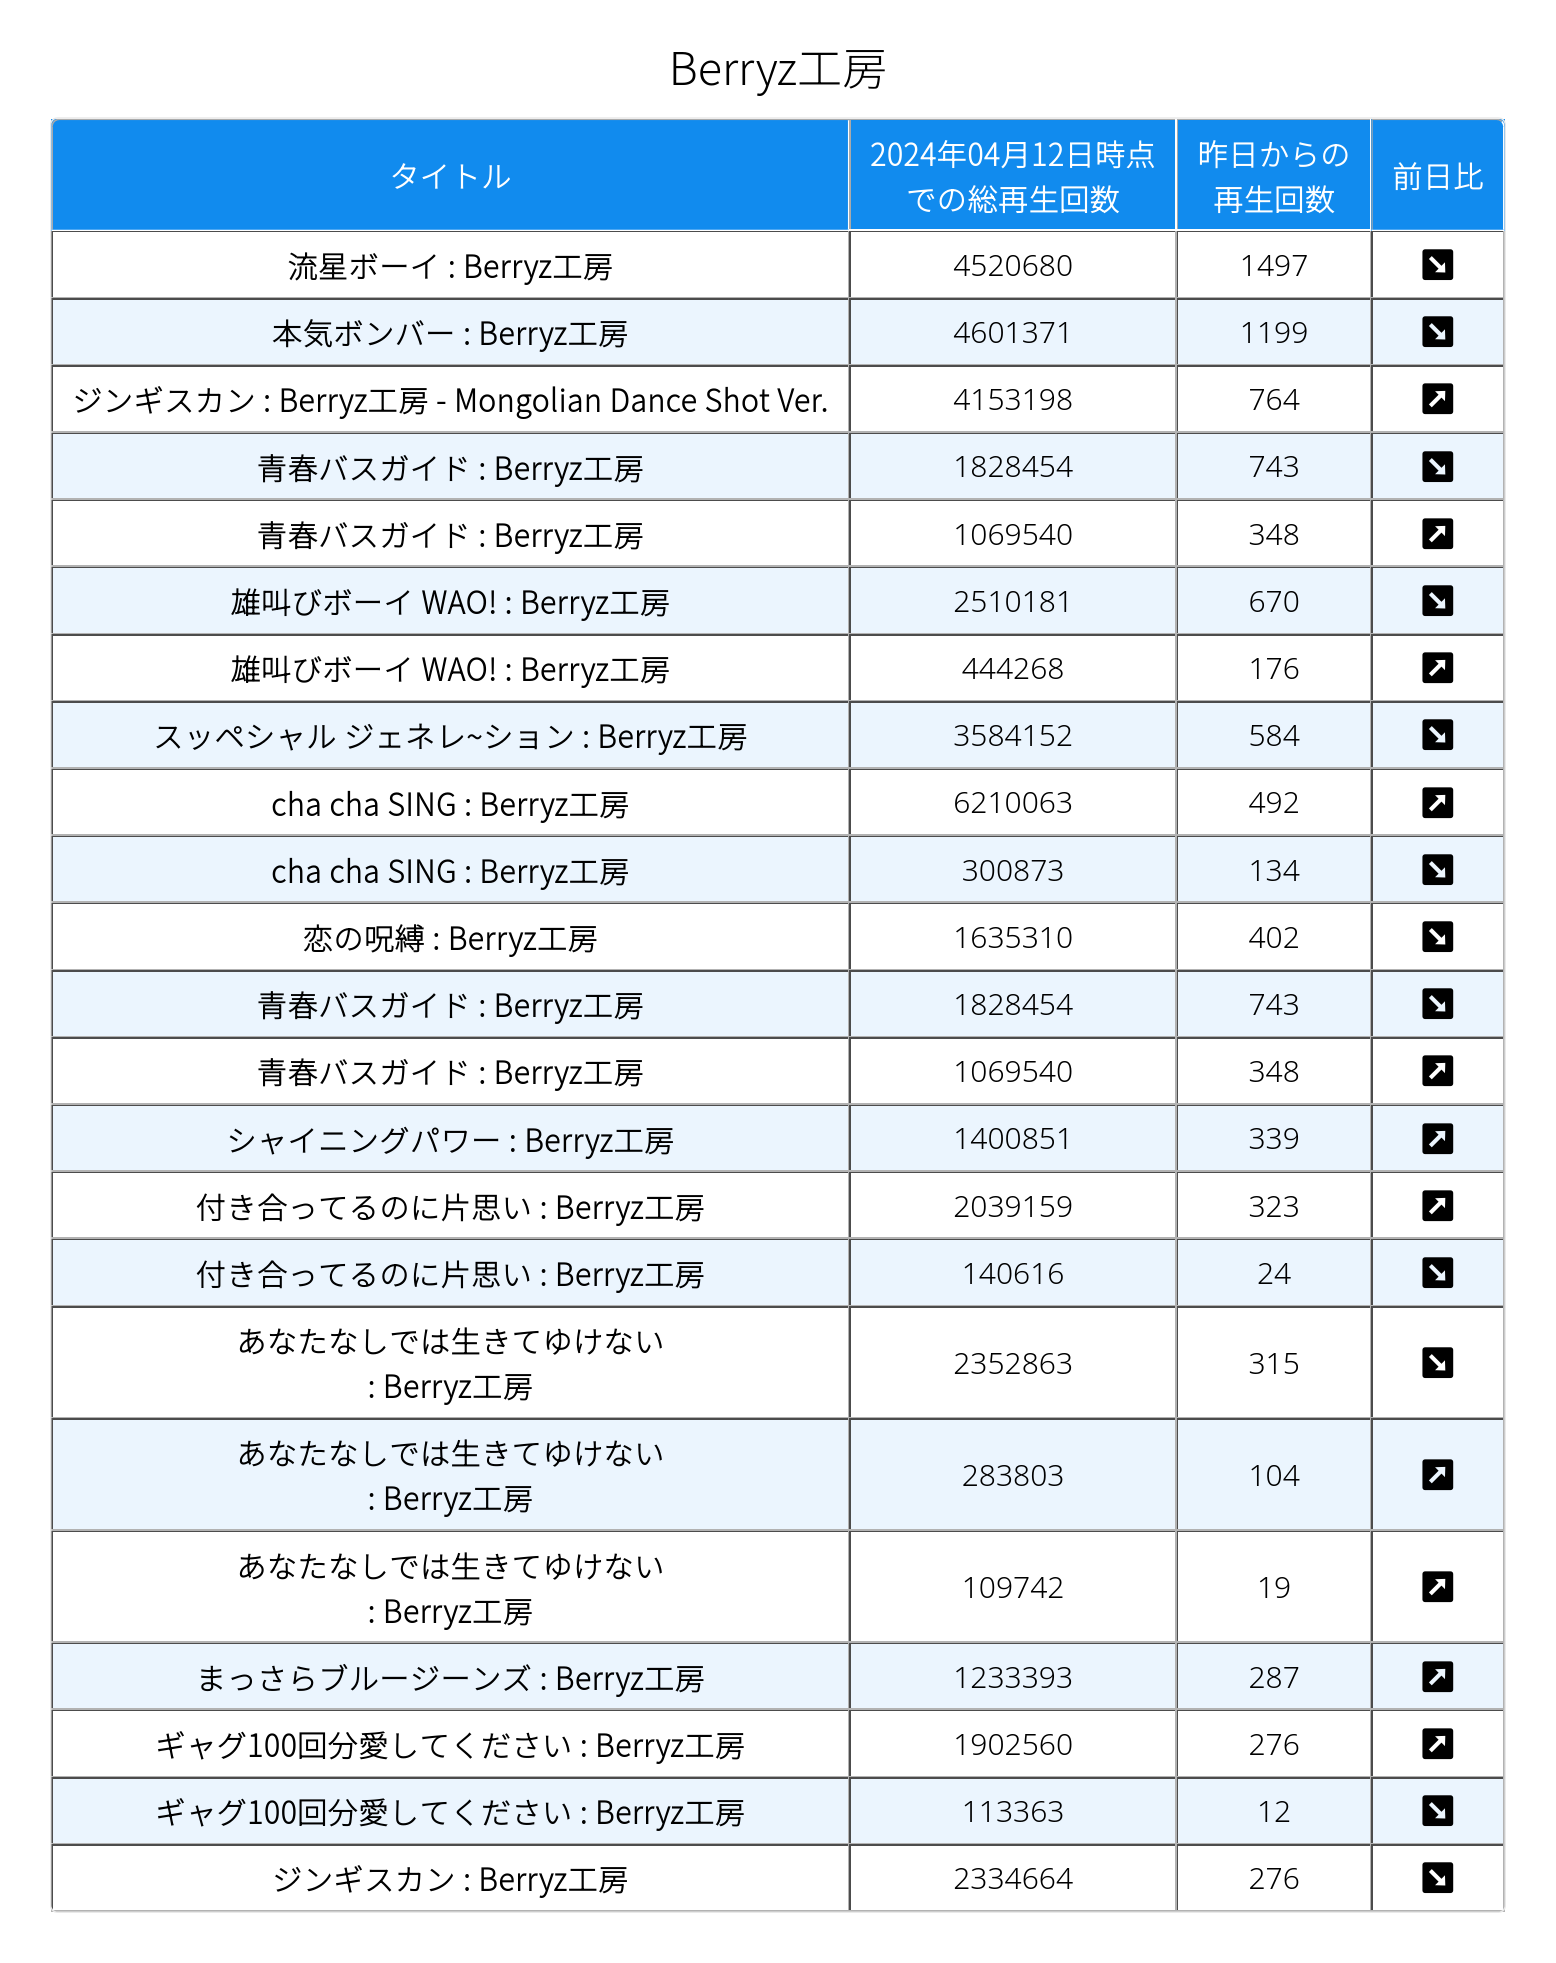 Berryz工房
タイトル
2024年04月12日時点
での総再生回数
昨日からの
再生回数
前日比
流星ボーイ : Berryz工房 4520680 1497
本気ボンバー : Berryz工房 4601371 1199
ジンギスカン : Berryz工房 - Mongolian Dance Shot Ver. 4153198 764
青春バスガイド : Berryz工房 1828454 743
青春バスガイド : Berryz工房 1069540 348
雄叫びボーイ WAO! : Berryz工房 2510181 670
雄叫びボーイ WAO! : Berryz工房 444268 176
スッペシャル ジェネレ~ション : Berryz工房 3584152 584
cha cha SING : Berryz工房 6210063 492
cha cha SING : Berryz工房 300873 134
恋の呪縛 : Berryz工房 1635310 402
青春バスガイド : Berryz工房 1828454 743
青春バスガイド : Berryz工房 1069540 348
シャイニングパワー : Berryz工房 1400851 339
付き合ってるのに片思い : Berryz工房 2039159 323
付き合ってるのに片思い : Berryz工房 140616 24
あなたなしでは生きてゆけない
: Berryz工房 2352863 315
あなたなしでは生きてゆけない
: Berryz工房 283803 104
あなたなしでは生きてゆけない
: Berryz工房 109742 19
まっさらブルージーンズ : Berryz工房 1233393 287
ギャグ100回分愛してください : Berryz工房 1902560 276
ギャグ100回分愛してください : Berryz工房 113363 12
ジンギスカン : Berryz工房 2334664 276